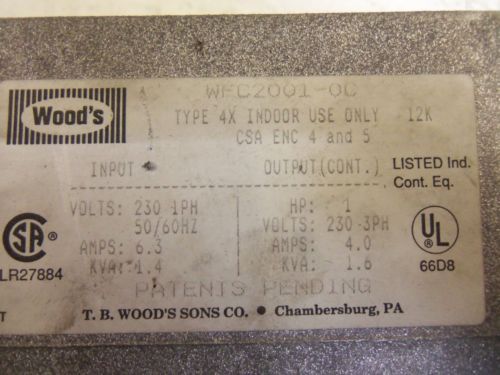 WFC2001-0C
Wood's
TYPE 4X INDOOR USE ONLY 12K
CSA ENC 4 and 5
INPUT OUTPUT(CONT.) LISTED Ind.
Cont. Eq.
VOLTS: 230 1PH HP: 1
50/60HZ VOLTS: 230 3PH
AMPS: 6.3 AMPS: 4.0
KVA: 1.4 KVA: 1.6
SA
UL
®
LR27884
66D8
PATENTS PENDING
T
T. B. WOOD'S SONS CO. • Chambersburg, PA